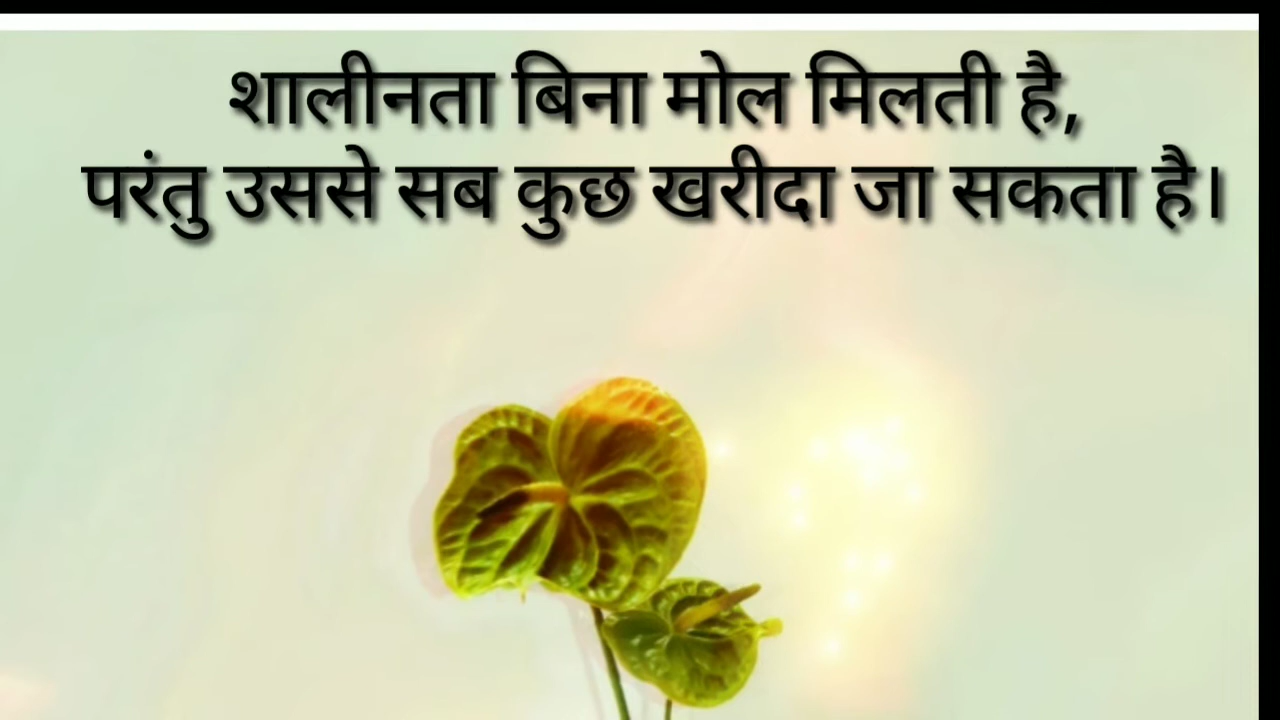 शालीनता बिना मोल मिलती है,
परंतु उससे सब कुछ खरीदा जा सकता है।